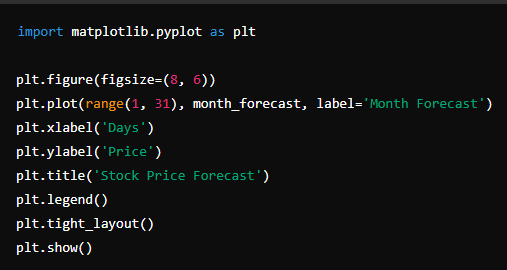 import matplotlib.pyplot as plt
plt.figure(figsize=(8, 6))
plt.plot(range(1, 31), month_forecast, label='Month Forecast')
plt.xlabel('Days')
plt.ylabel('Price')
plt.title('Stock Price Forecast')
plt.legend()
plt.tight_layout()
plt.show()